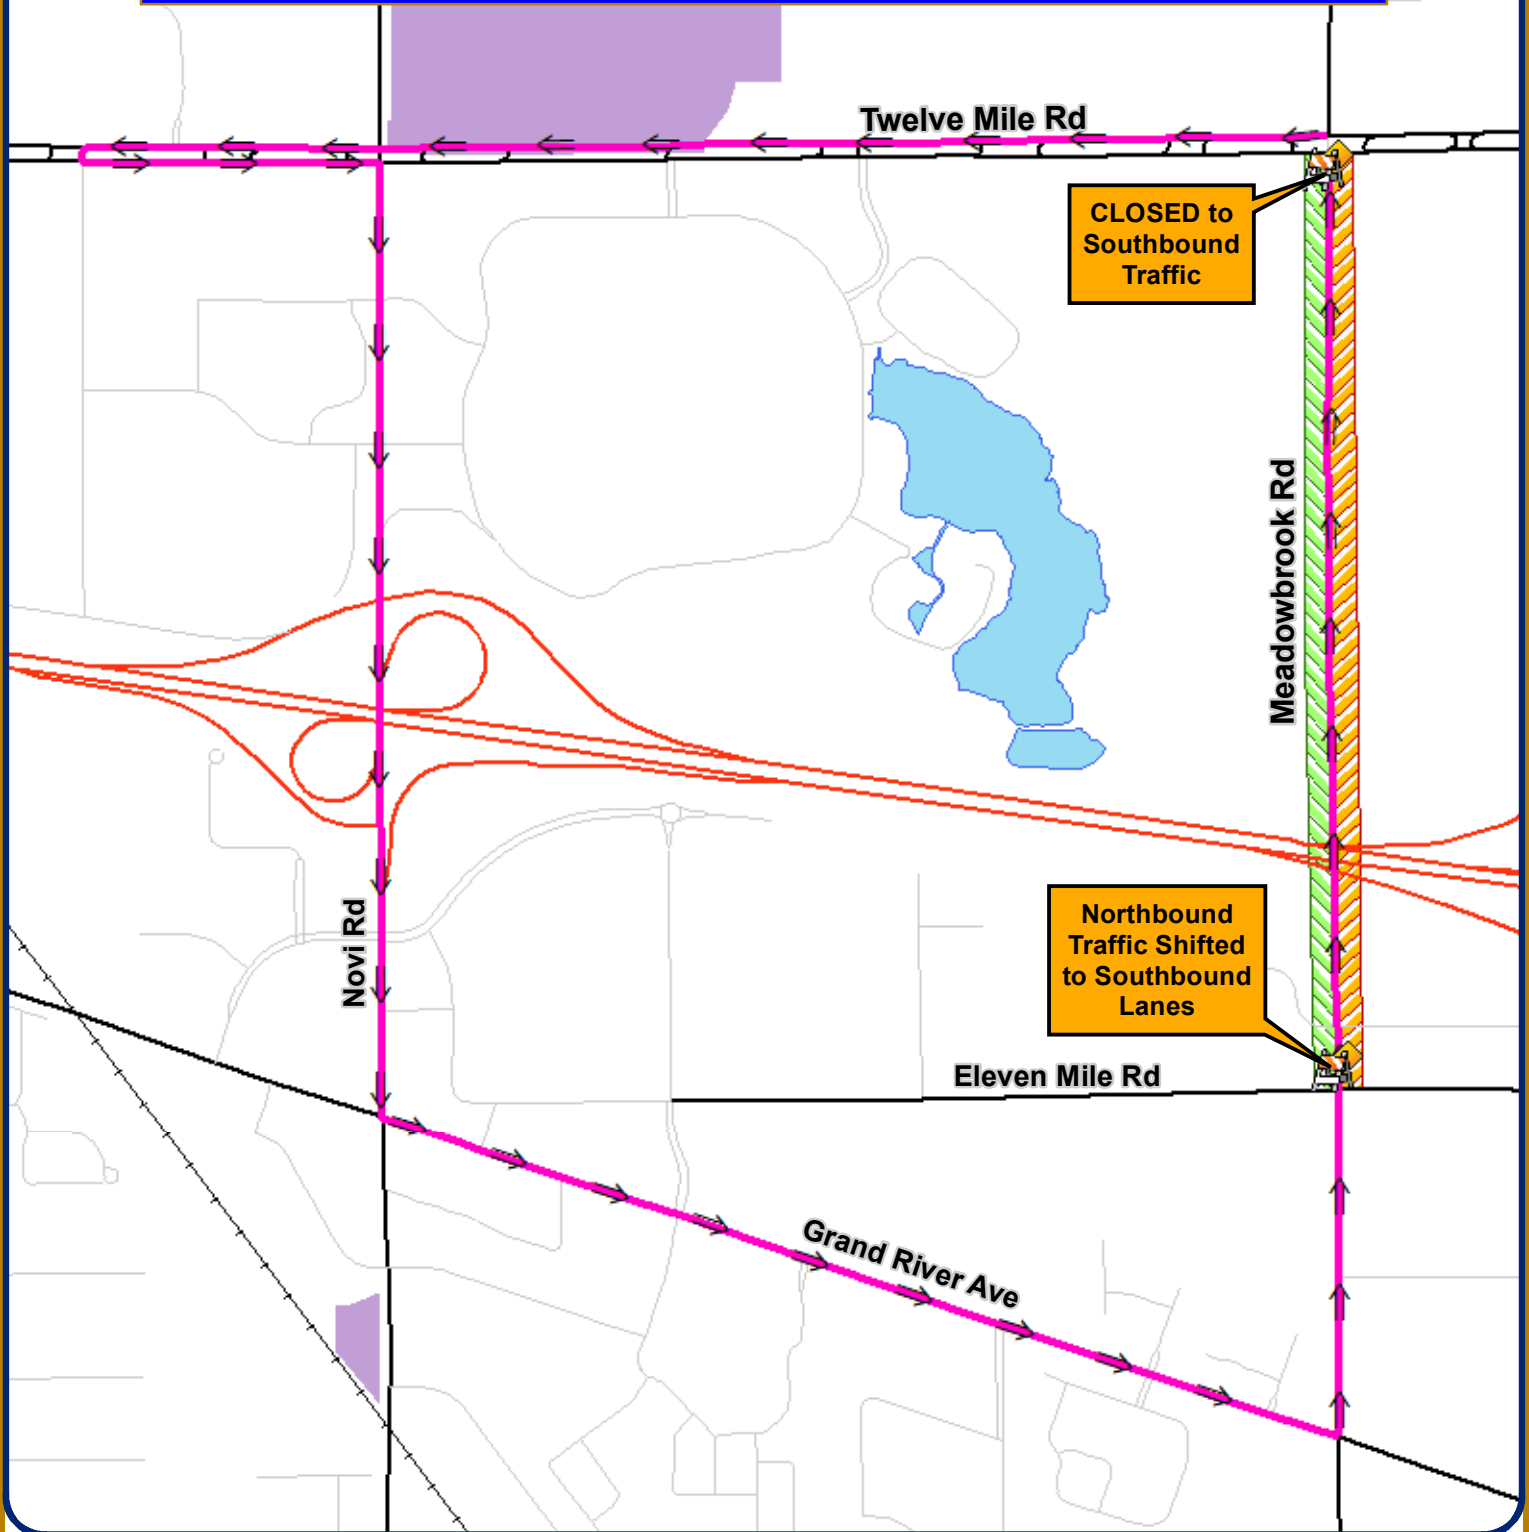 Twelve Mile Rd
CLOSED to
Southbound
Traffic
Meadowbrook Rd
Novi Rd
Northbound
Traffic Shifted
to Southbound
Lanes
Eleven Mile Rd
Grand River Ave